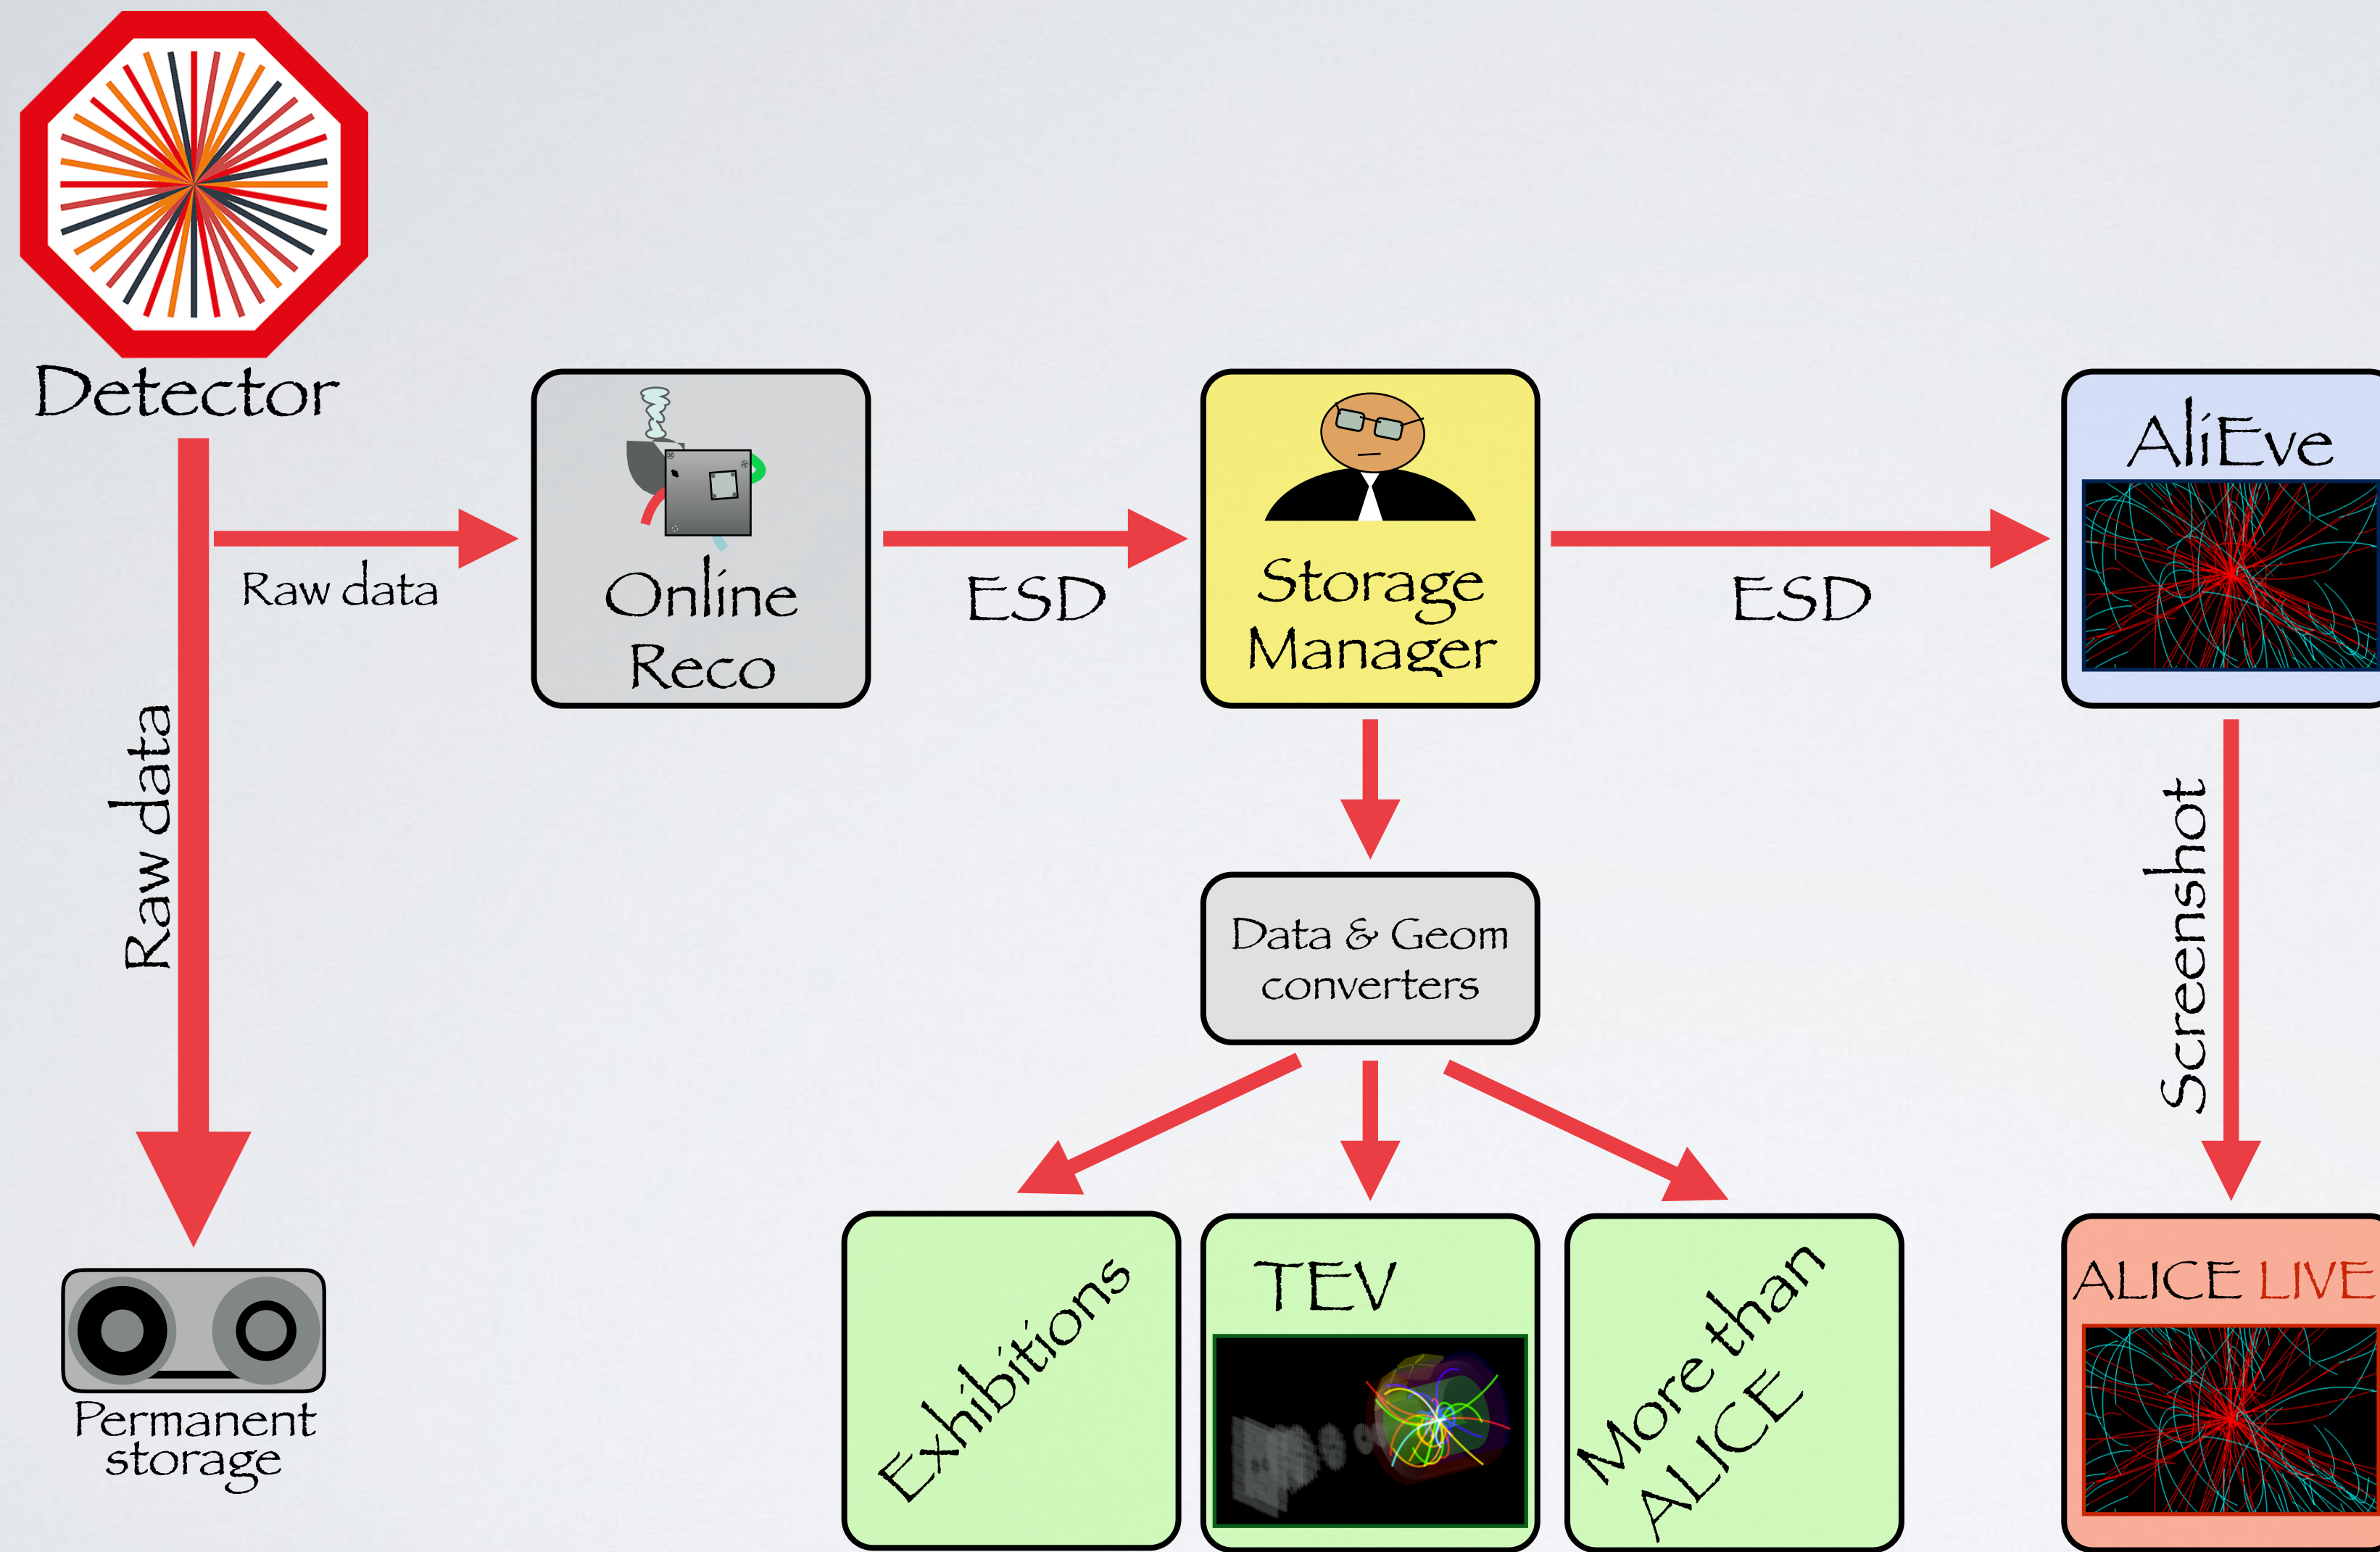 Detector
Raw data
Raw data
Online
Reco
ESD
Storage
Manager
ESD
AliEve
Data & Geom
converters
Screenshot
Exhibitions
TEV
More than
ALICE
ALICE LIVE
Permanent
storage